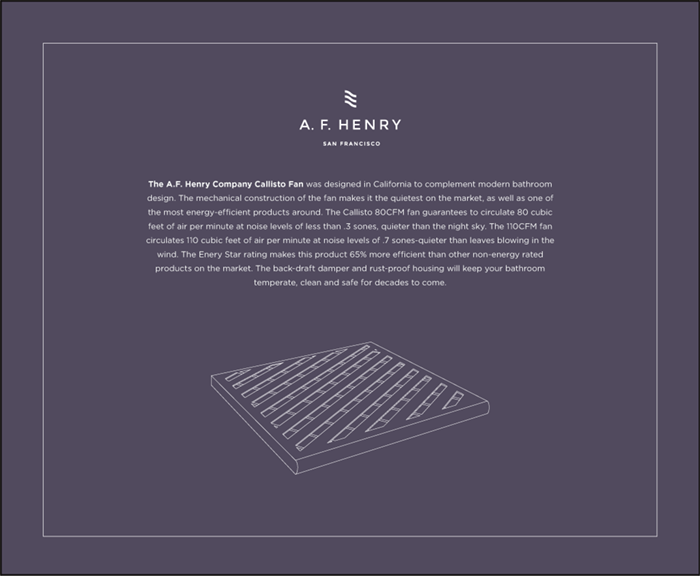 A. F. HENRY
SAN FRANCISCO
The A.F. Henry Company Callisto Fan was designed in California to complement modern bathroom
design. The mechanical construction of the fan makes it the quietest on the market, as well as one of
the most energy-efficient products around. The Callisto 80CFM fan guarantees to circulate 80 cubic
feet of air per minute at noise levels of less than .3 sones, quieter than the night sky. The 110CFM fan
circulates 110 cubic feet of air per minute at noise levels of .7 sones-quieter than leaves blowing in the
wind. The Enery Star rating makes this product 65% more efficient than other non-energy rated
products on the market. The back-draft damper and rust-proof housing will keep your bathroom
temperate, clean and safe for decades to come.